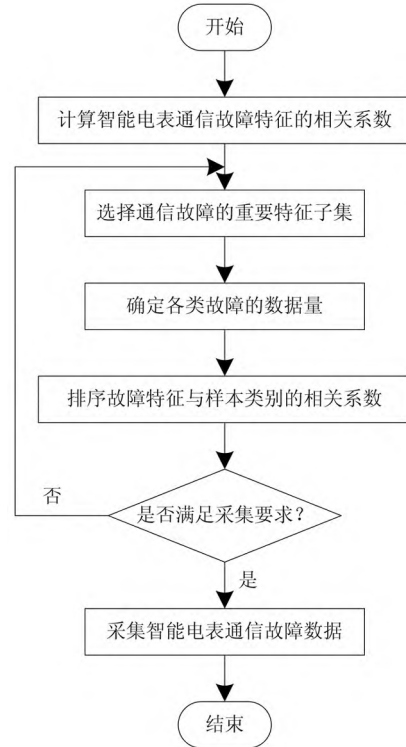 开始
计算智能电表通信故障特征的相关系数
选择通信故障的重要特征子集
确定各类故障的数据量
排序故障特征与样本类别的相关系数
否
是否满足采集要求？
是
采集智能电表通信故障数据
结束